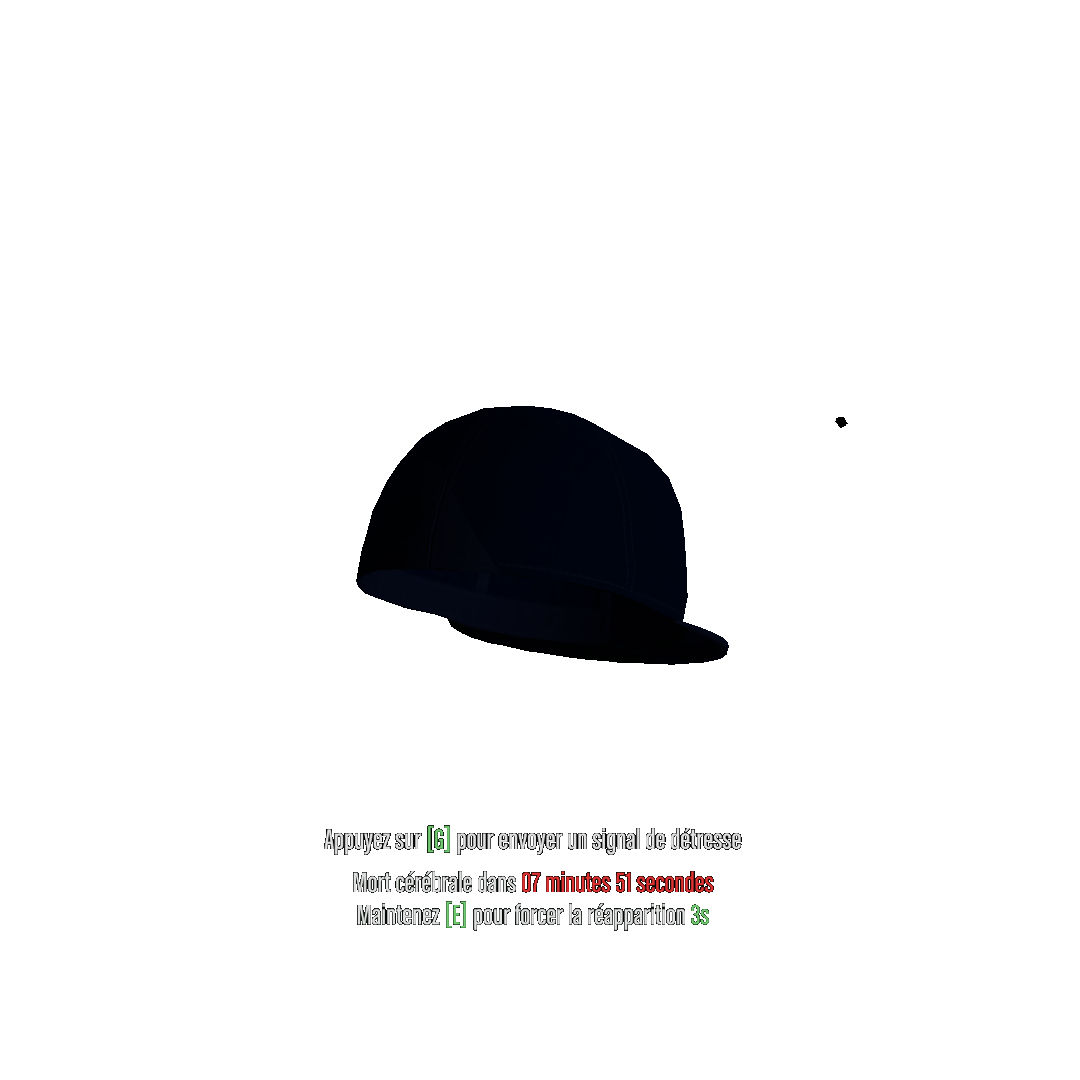 Appuyez sur [G] pour envoyer un signal de détresse
Mort cérébrale dans 07 minutes 51 secondes
Maintenez [E] pour forcer la réapparition 3s